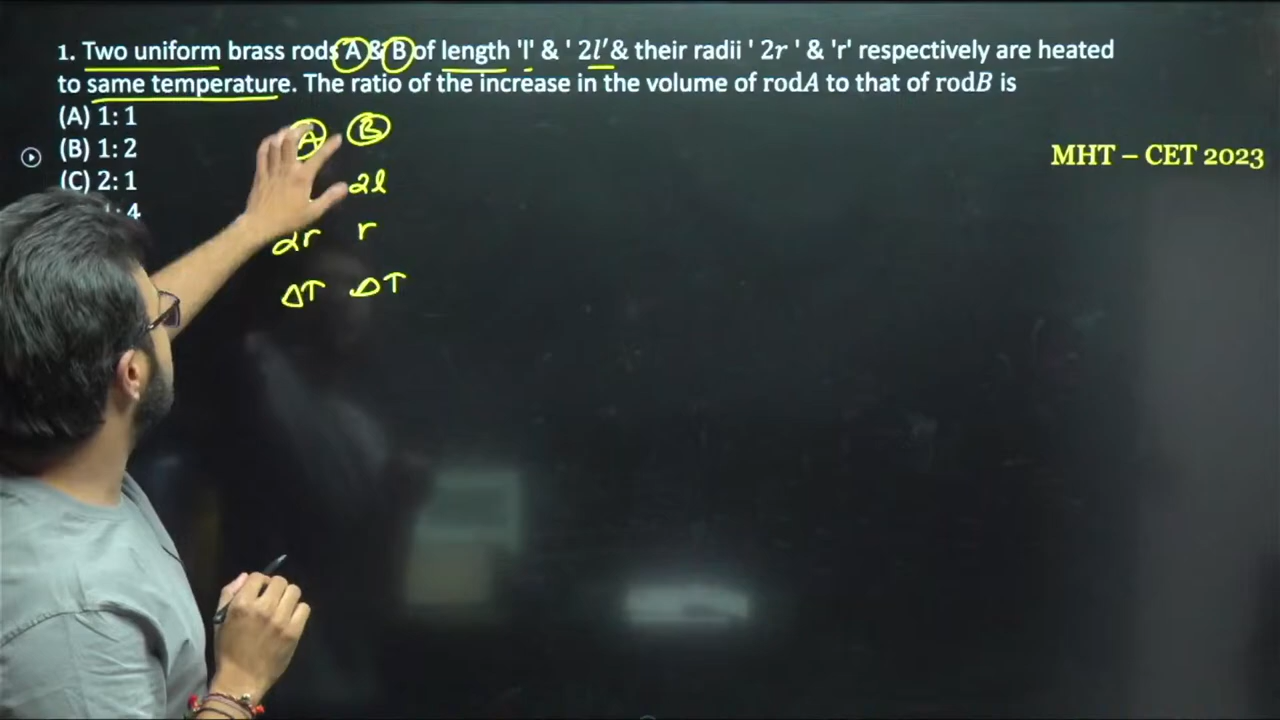 1. Two uniform brass rods A & B of length 'l' & ' 2l'& their radii ' 2r ' & 'r' respectively are heated
to same temperature. The ratio of the increase in the volume of rodA to that of rodB is
(A) 1: 1
(B) 1: 2
(C) 2: 1
: 4
MHT – CET 2023
A B
2l
2r r
ΔT ΔT